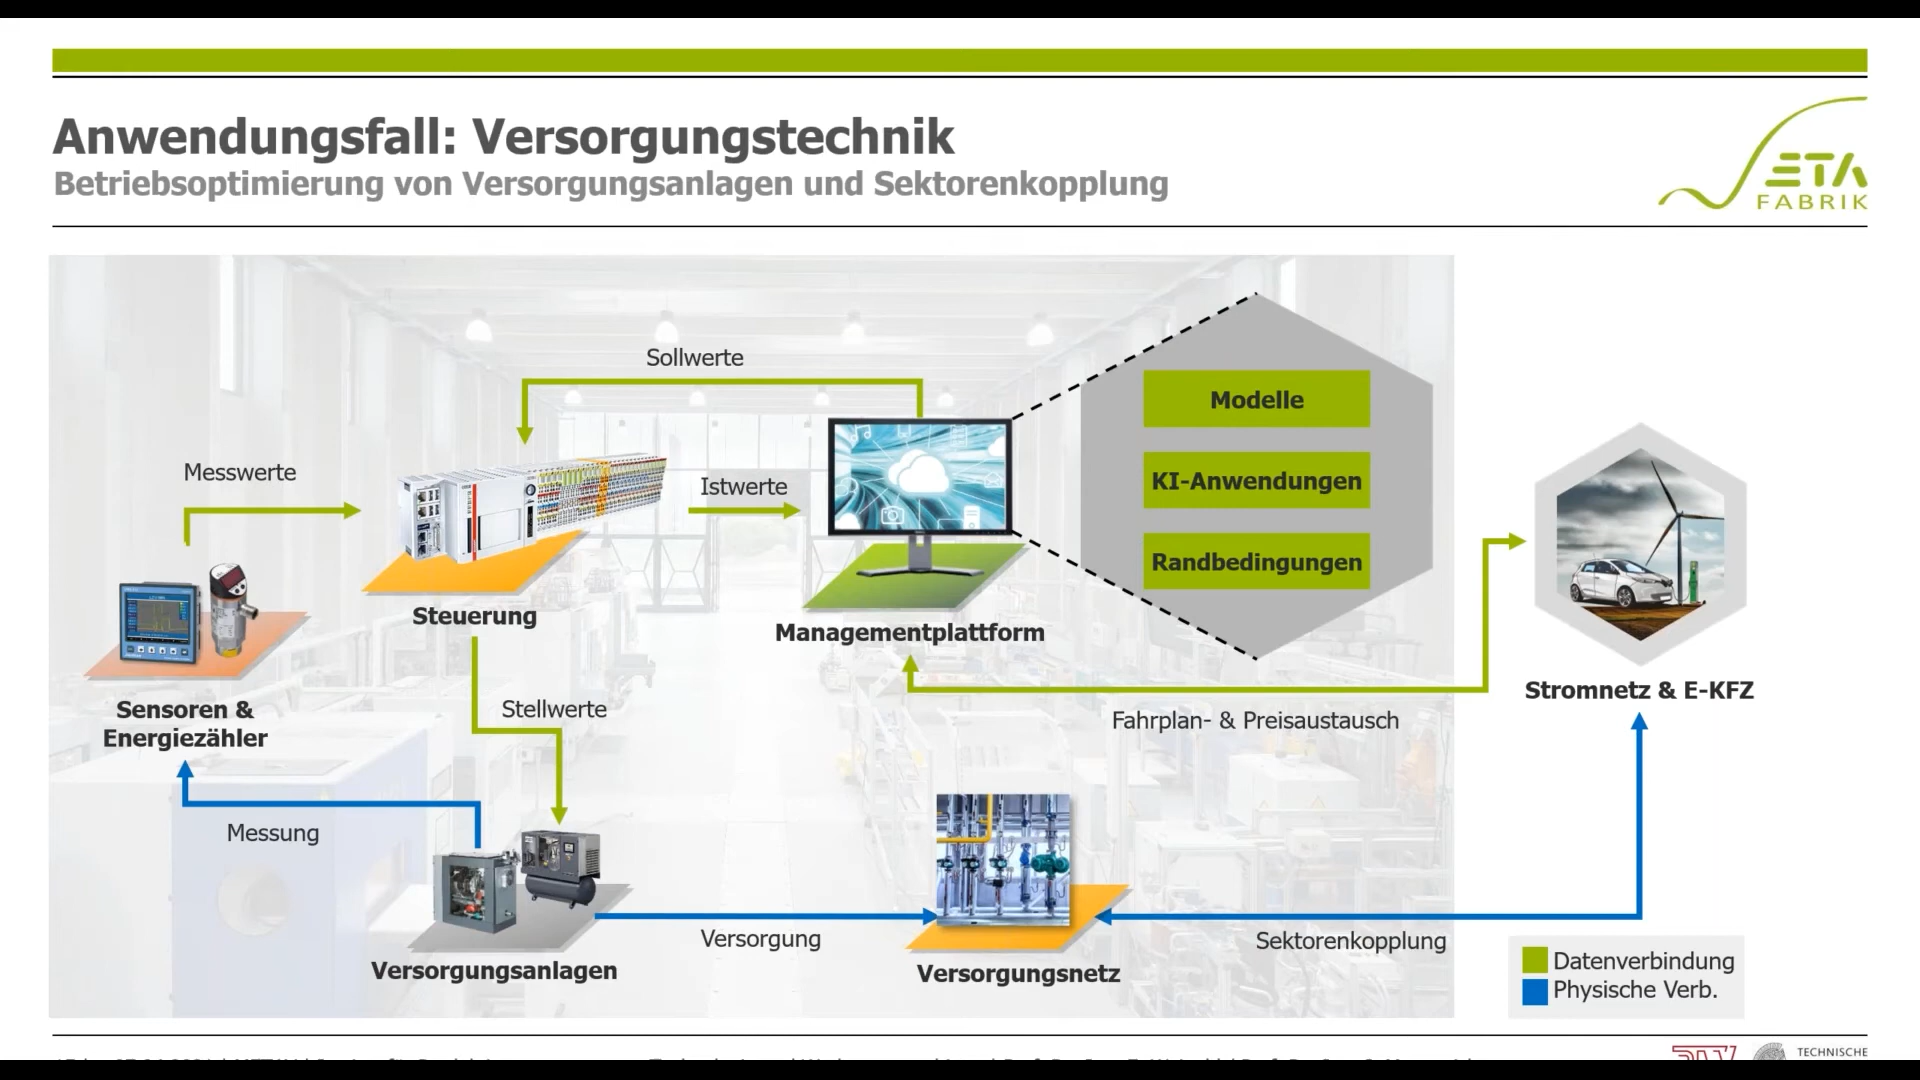 Anwendungsfall: Versorgungstechnik
Betriebsoptimierung von Versorgungsanlagen und Sektorenkopplung
ETA
FABRIK
Sollwerte
Modelle
Messwerte
Istwerte
KI-Anwendungen
Randbedingungen
Steuerung
Managementplattform
Stromnetz & E-KFZ
Sensoren &
Energiezähler
Stellwerte
Fahrplan- & Preisaustausch
Messung
Versorgung
Sektorenkopplung
Versorgungsanlagen
Versorgungsnetz
Datenverbindung
Physische Verb.
TECHNISCHE